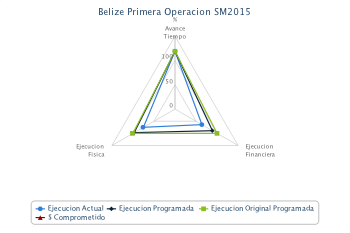 Belize Primera Operacion SM2015
%
Avance
Tiempo
100
50
0
Ejecucion
Fisica
Ejecucion
Financiera
Ejecucion Actual
Ejecucion Programada
Ejecucion Original Programada
$ Comprometido